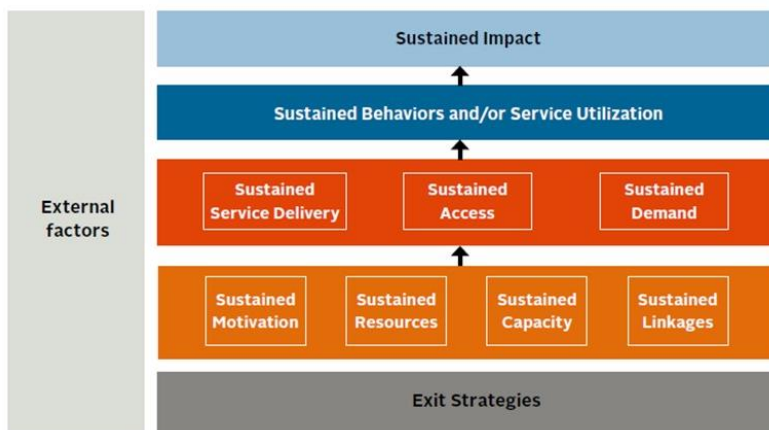 Sustained Impact
Sustained Behaviors and/or Service Utilization
Sustained
Service Delivery
Sustained
Access
Sustained
Demand
External
factors
Sustained
Motivation
Sustained
Resources
Sustained
Capacity
Sustained
Linkages
Exit Strategies